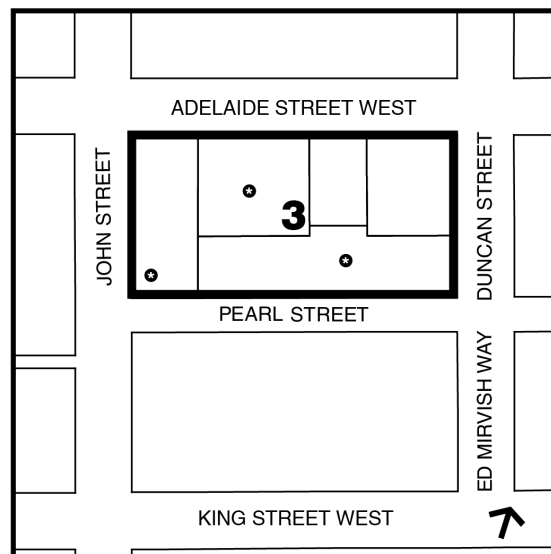 ADELAIDE STREET WEST
JOHN STREET
*
3
*
*
DUNCAN STREET
PEARL STREET
ED MIRVISH WAY
KING STREET WEST